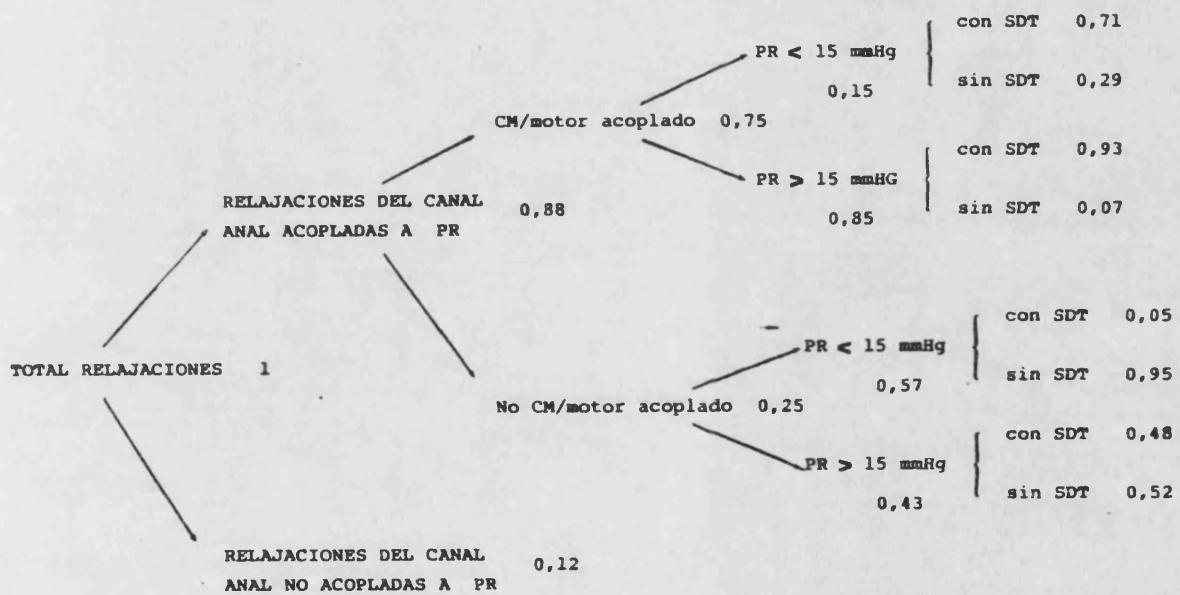 con SDT 0,71
PR < 15 mmHg
sin SDT 0,29
0,15
CM/motor acoplado 0,75
con SDT 0,93
PR > 15 mmHG
sin SDT 0,07
0,85
RELAJACIONES DEL CANAL
0,88
ANAL ACOPLADAS A PR
con SDT 0,05
PR < 15 mmHg
sin SDT 0,95
0,57
TOTAL RELAJACIONES 1
No CM/motor acoplado 0,25
con SDT 0,48
PR > 15 mmHg
sin SDT 0,52
0,43
RELAJACIONES DEL CANAL
0,12
ANAL NO ACOPLADAS A PR